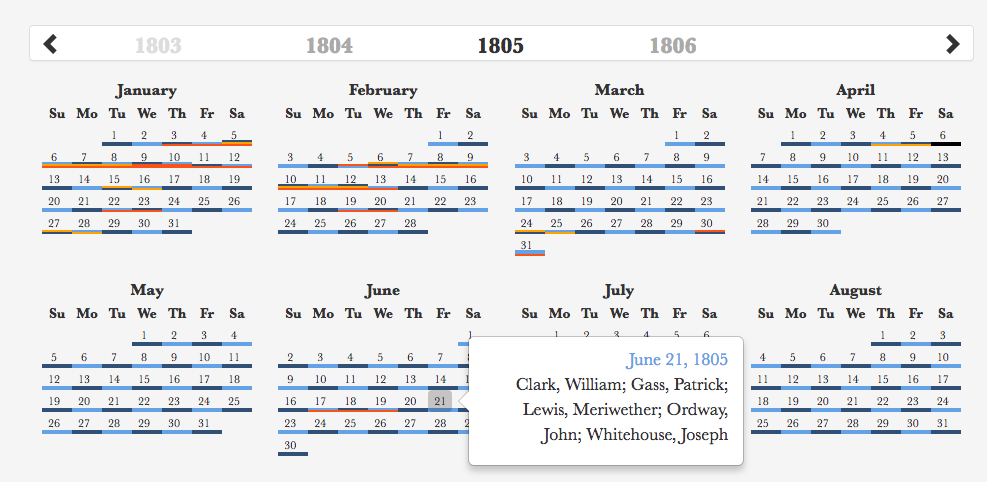 1803 1804 1805 1806
January
Su Mo Tu We Th Fr Sa
1 2 3 4 5
6 7 8 9 10 11 12
13 14 15 16 17 18 19
20 21 22 23 24 25 26
27 28 29 30 31
February
Su Mo Tu We Th Fr Sa
1 2
3 4 5 6 7 8 9
10 11 12 13 14 15 16
17 18 19 20 21 22 23
24 25 26 27 28
March
Su Mo Tu We Th Fr Sa
1 2
3 4 5 6 7 8 9
10 11 12 13 14 15 16
17 18 19 20 21 22 23
24 25 26 27 28 29 30
31
April
Su Mo Tu We Th Fr Sa
1 2 3 4 5 6
7 8 9 10 11 12 13
14 15 16 17 18 19 20
21 22 23 24 25 26 27
28 29 30
May
Su Mo Tu We Th Fr Sa
1 2 3 4
5 6 7 8 9 10 11
12 13 14 15 16 17 18
19 20 21 22 23 24 25
26 27 28 29 30 31
June
Su Mo Tu We Th Fr Sa
1
2 3 4 5 6 7
9 10 11 12 13 14
16 17 18 19 20 21
23 24 25 26 27 28
30
July
Su Mo Tu We Th Fr Sa
1 2 3 4 5 6
June 21, 1805
Clark, William; Gass, Patrick;
Lewis, Meriwether; Ordway,
John; Whitehouse, Joseph
August
Su Mo Tu We Th Fr Sa
1 2 3
4 5 6 7 8 9 10
11 12 13 14 15 16 17
18 19 20 21 22 23 24
25 26 27 28 29 30 31